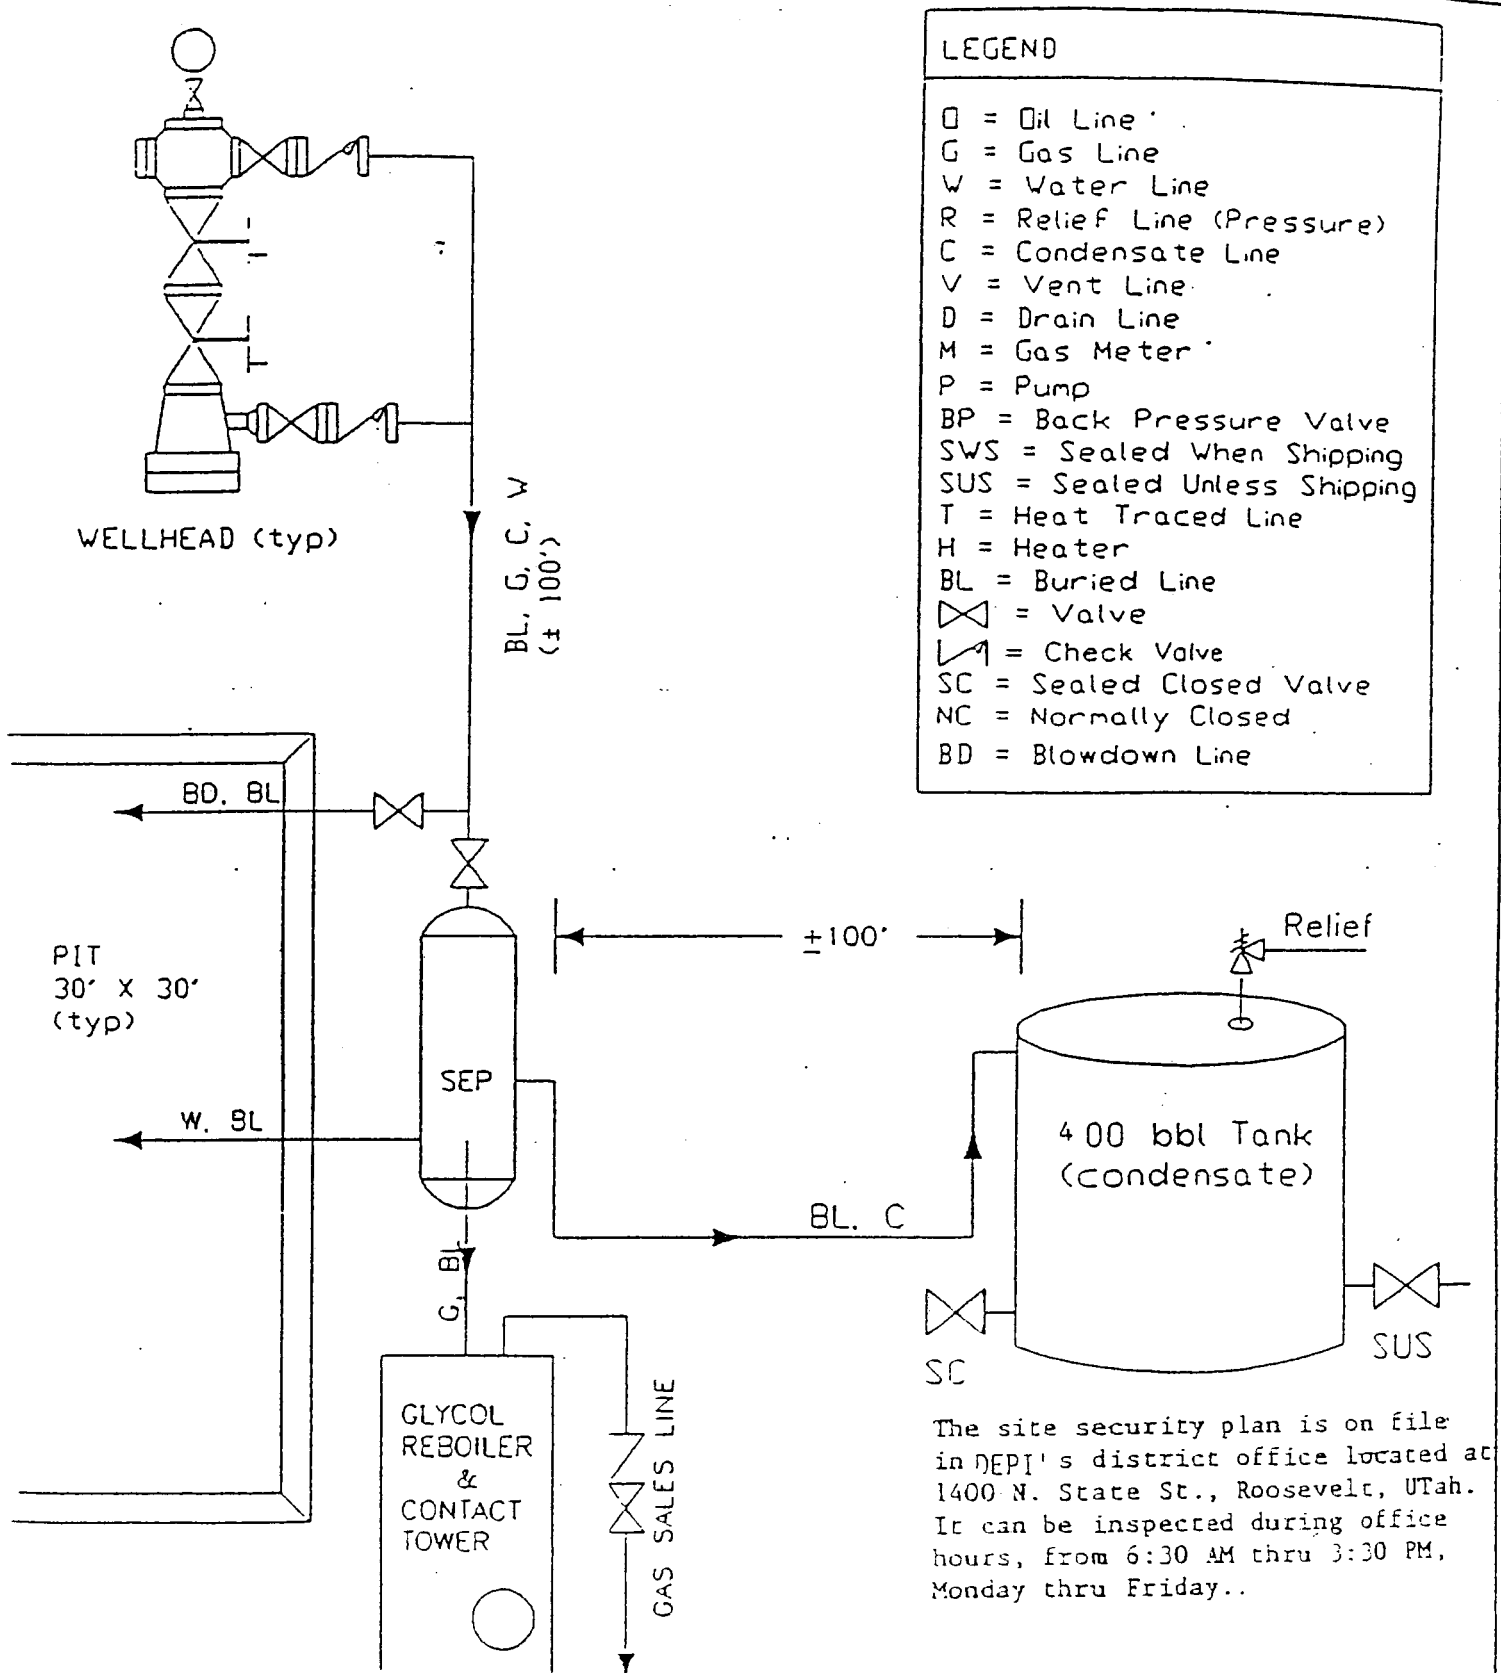 LEGEND
O = Oil Line
G = Gas Line
W = Water Line
R = Relief Line (Pressure)
C = Condensate Line
V = Vent Line
D = Drain Line
M = Gas Meter
P = Pump
BP = Back Pressure Valve
SWS = Sealed When Shipping
SUS = Sealed Unless Shipping
T = Heat Traced Line
H = Heater
BL = Buried Line
= Valve
= Check Valve
SC = Sealed Closed Valve
NC = Normally Closed
BD = Blowdown Line
WELLHEAD (typ)
BL, G, C, W
(± 100')
BD, BL
PIT
30' X 30'
(typ)
±100'
Relief
SEP
W, BL
400 bbl Tank
(condensate)
BL, C
G, BL
SC
SUS
GLYCOL
REBOILER
&
CONTACT
TOWER
GAS SALES LINE
The site security plan is on file
in DEPI's district office located at
1400 N. State St., Roosevelt, UTah.
It can be inspected during office
hours, from 6:30 AM thru 3:30 PM,
Monday thru Friday..